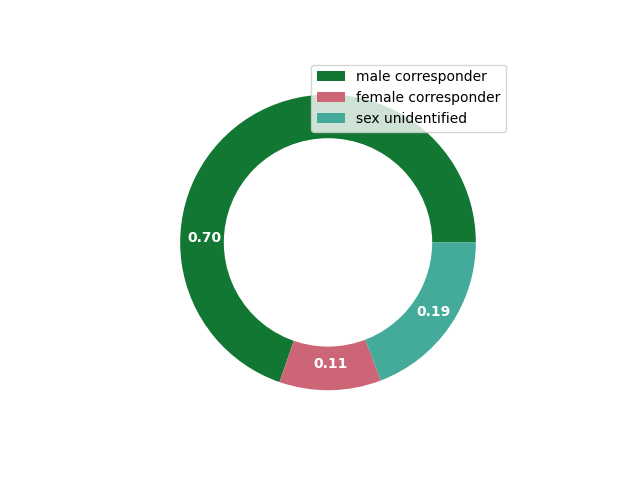 male corresponder
female corresponder
sex unidentified
0.70
0.19
0.11